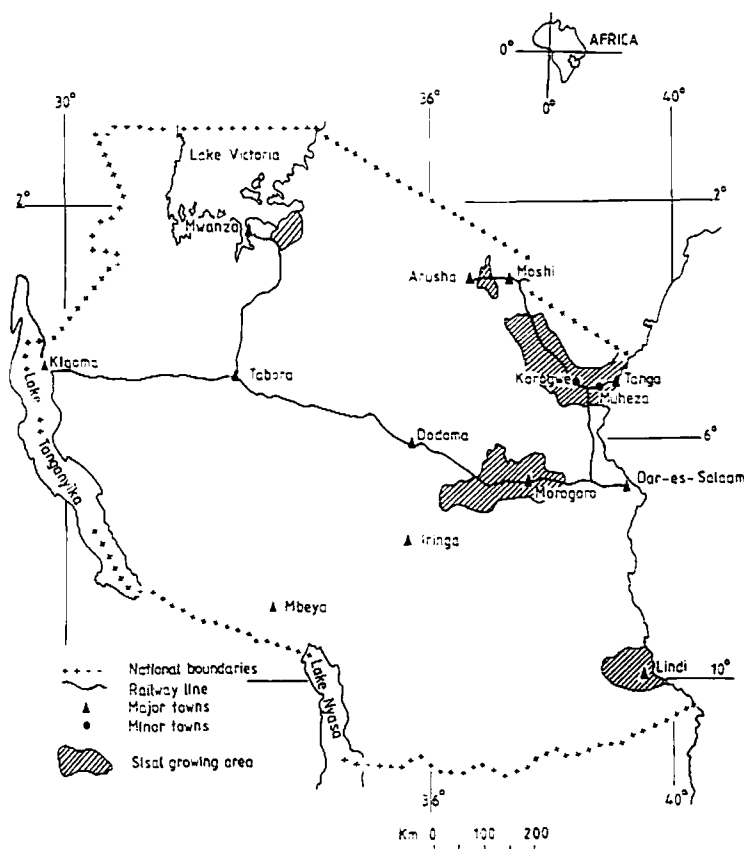 AFRICA
0°
0°
30°
36°
40°
Lake Victoria
2°
2°
Mwanza
Arusha
Moshi
Kigoma
Tabora
Korogwe
Tanga
Muheza
Lake Tanganyika
Dodoma
6°
Morogoro
Dar-es-Salaam
Iringa
Mbeya
Lindi
10°
National boundaries
Railway line
Major towns
Minor towns
Sisal growing area
Lake Nyasa
36°
40°
Km 0 100 200